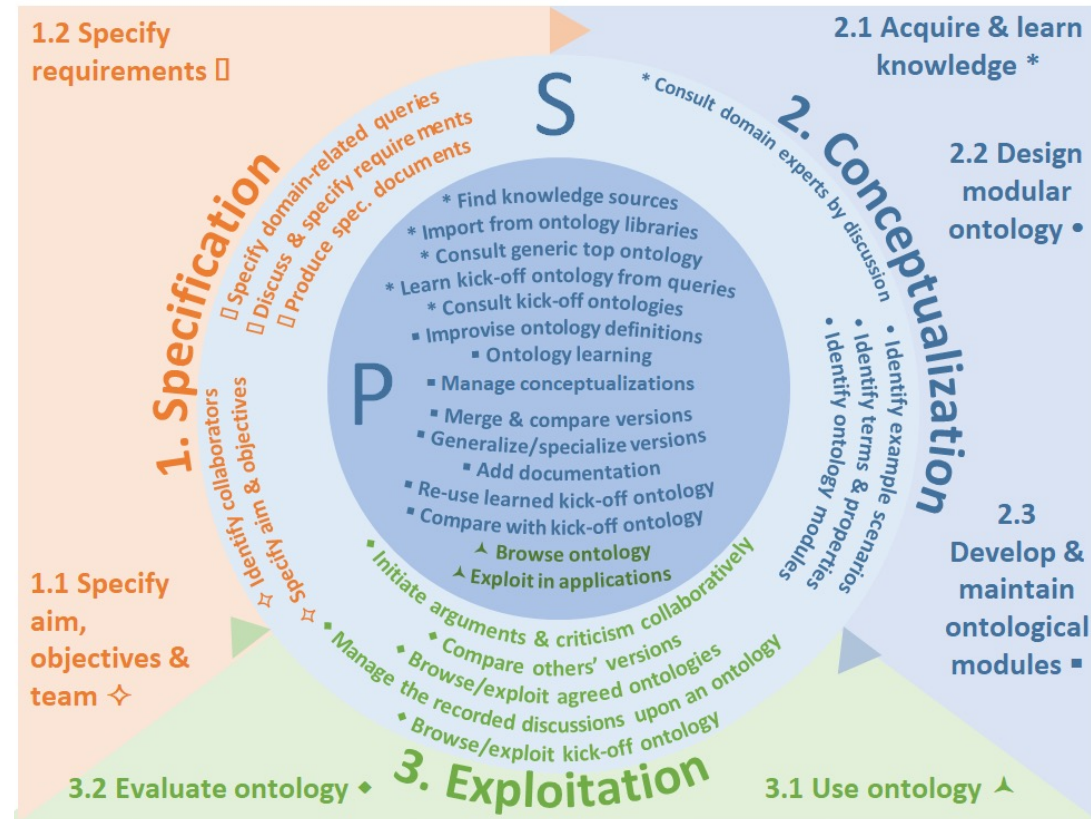 1.2 Specify
requirements ▯
2.1 Acquire & learn
knowledge *
S
* Consult domain experts by discussion
2. Conceptualization
2.2 Design
modular
ontology •
1. Specification
▯ Specify domain-related queries
▯ Discuss & specify requirements
▯ Produce spec. documents
* Find knowledge sources
* Import from ontology libraries
* Consult generic top ontology
* Learn kick-off ontology from queries
* Consult kick-off ontologies
▪ Improvise ontology definitions
▪ Ontology learning
▪ Manage conceptualizations
▪ Merge & compare versions
▪ Generalize/specialize versions
▪ Add documentation
▪ Re-use learned kick-off ontology
▪ Compare with kick-off ontology
⅄ Browse ontology
⅄ Exploit in applications
P
• Identify example scenarios
• Identify terms & properties
• Identify ontology modules
✧ Identify collaborators
✧ Specify aim & objectives
2.3
Develop &
maintain
ontological
modules ▪
1.1 Specify
aim,
objectives &
team ✧
◆ Initiate arguments & criticism collaboratively
◆ Compare others' versions
◆ Browse/exploit agreed ontologies
◆ Manage the recorded discussions upon an ontology
◆ Browse/exploit kick-off ontology
3. Exploitation
3.2 Evaluate ontology ◆
3.1 Use ontology ⅄